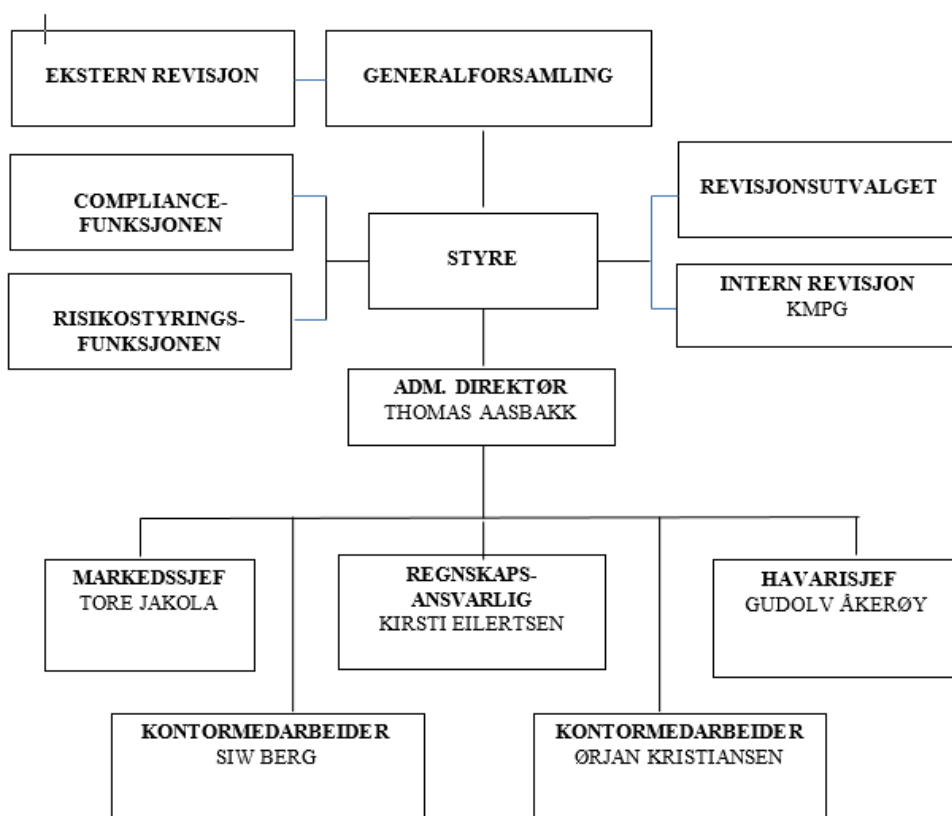 EKSTERN REVISJON
GENERALFORSAMLING
COMPLIANCE-
FUNKSJONEN
REVISJONSUTVALGET
STYRE
RISIKOSTYRINGS-
FUNKSJONEN
INTERN REVISJON
KMPG
ADM. DIREKTØR
THOMAS AASBAKK
MARKEDSSJEF
TORE JAKOLA
REGNSKAPS-
ANSVARLIG
KIRSTI EILERTSEN
HAVARISJEF
GUDOLV ÅKERØY
KONTORMEDARBEIDER
SIW BERG
KONTORMEDARBEIDER
ØRJAN KRISTIANSEN